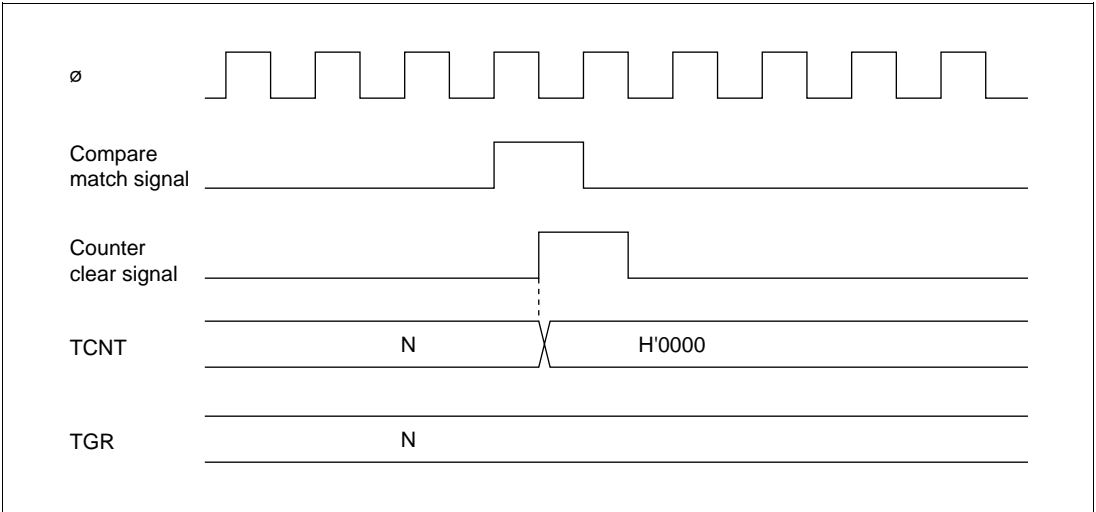 ø
Compare
match signal
Counter
clear signal
TCNT N H'0000
TGR N